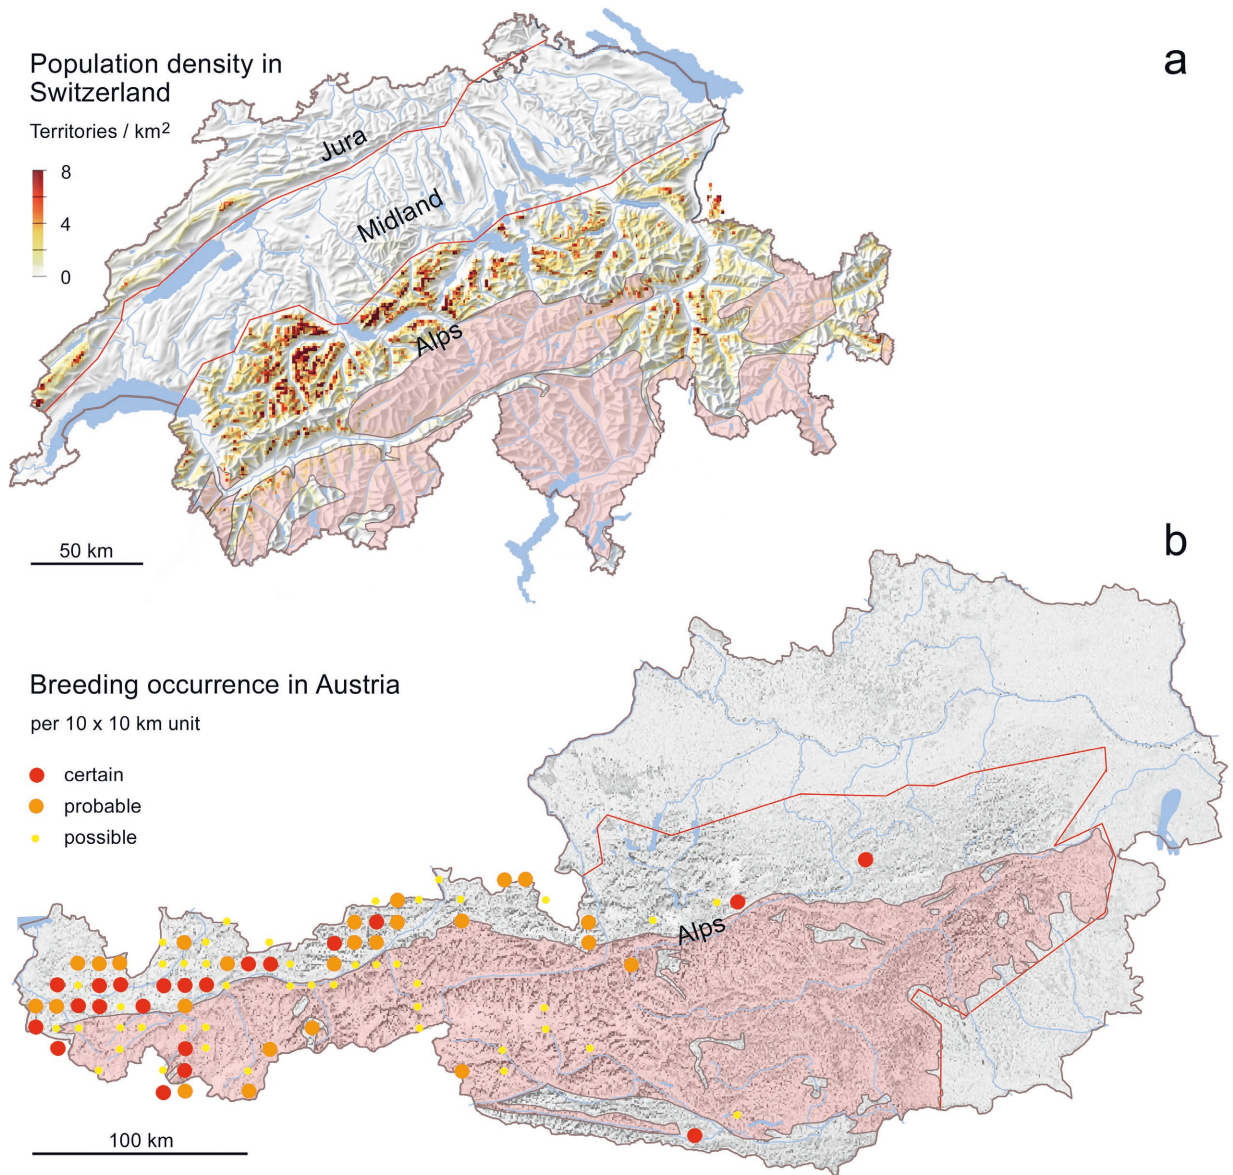 a
Population density in
Switzerland
Territories / km2
8
4
0
Jura
Midland
Alps
50 km
b
Breeding occurrence in Austria
per 10 x 10 km unit
certain
probable
possible
Alps
100 km